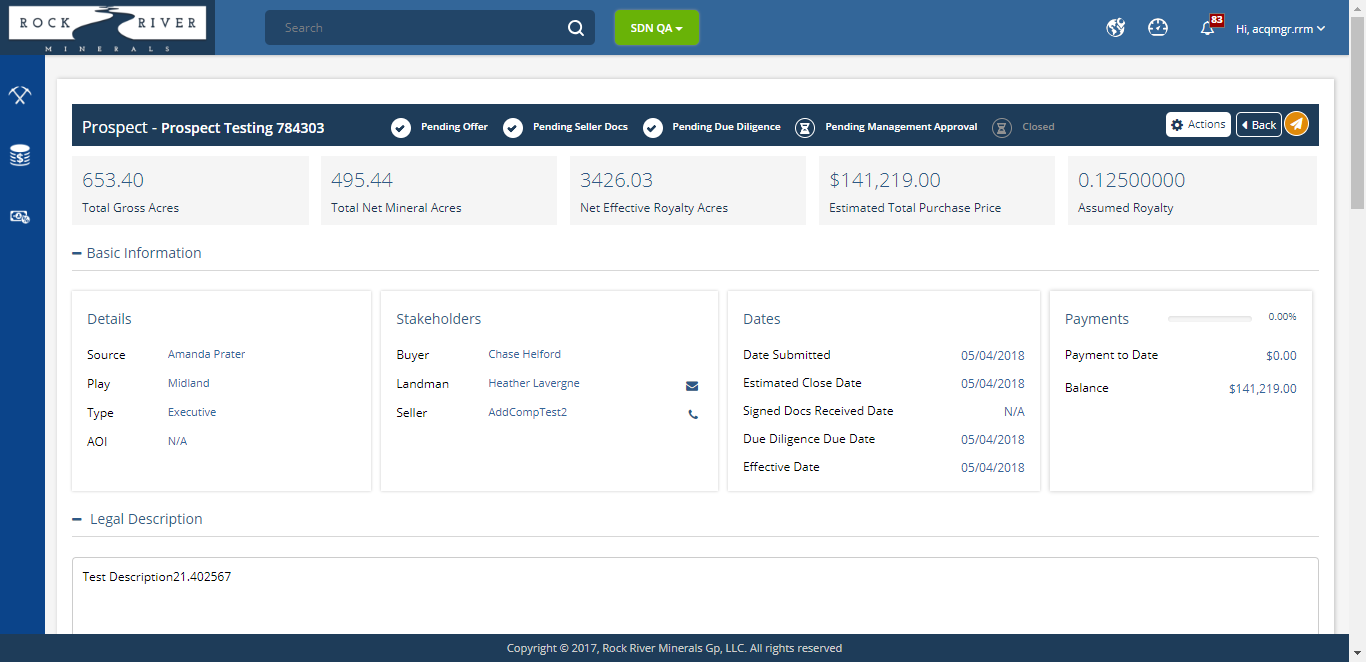 ROCK RIVER
MINERALS
Search
SDN QA
83
Hi, acqmgr.rrm
Prospect - Prospect Testing 784303
Pending Offer
Pending Seller Docs
Pending Due Diligence
Pending Management Approval
Closed
Actions
Back
653.40
Total Gross Acres
495.44
Total Net Mineral Acres
3426.03
Net Effective Royalty Acres
$141,219.00
Estimated Total Purchase Price
0.12500000
Assumed Royalty
Basic Information
Details
Source Amanda Prater
Play Midland
Type Executive
AOI N/A
Stakeholders
Buyer Chase Helford
Landman Heather Lavergne
Seller AddCompTest2
Dates
Date Submitted 05/04/2018
Estimated Close Date 05/04/2018
Signed Docs Received Date N/A
Due Diligence Due Date 05/04/2018
Effective Date 05/04/2018
Payments 0.00%
Payment to Date $0.00
Balance $141,219.00
Legal Description
Test Description21.402567
Copyright © 2017, Rock River Minerals Gp, LLC. All rights reserved